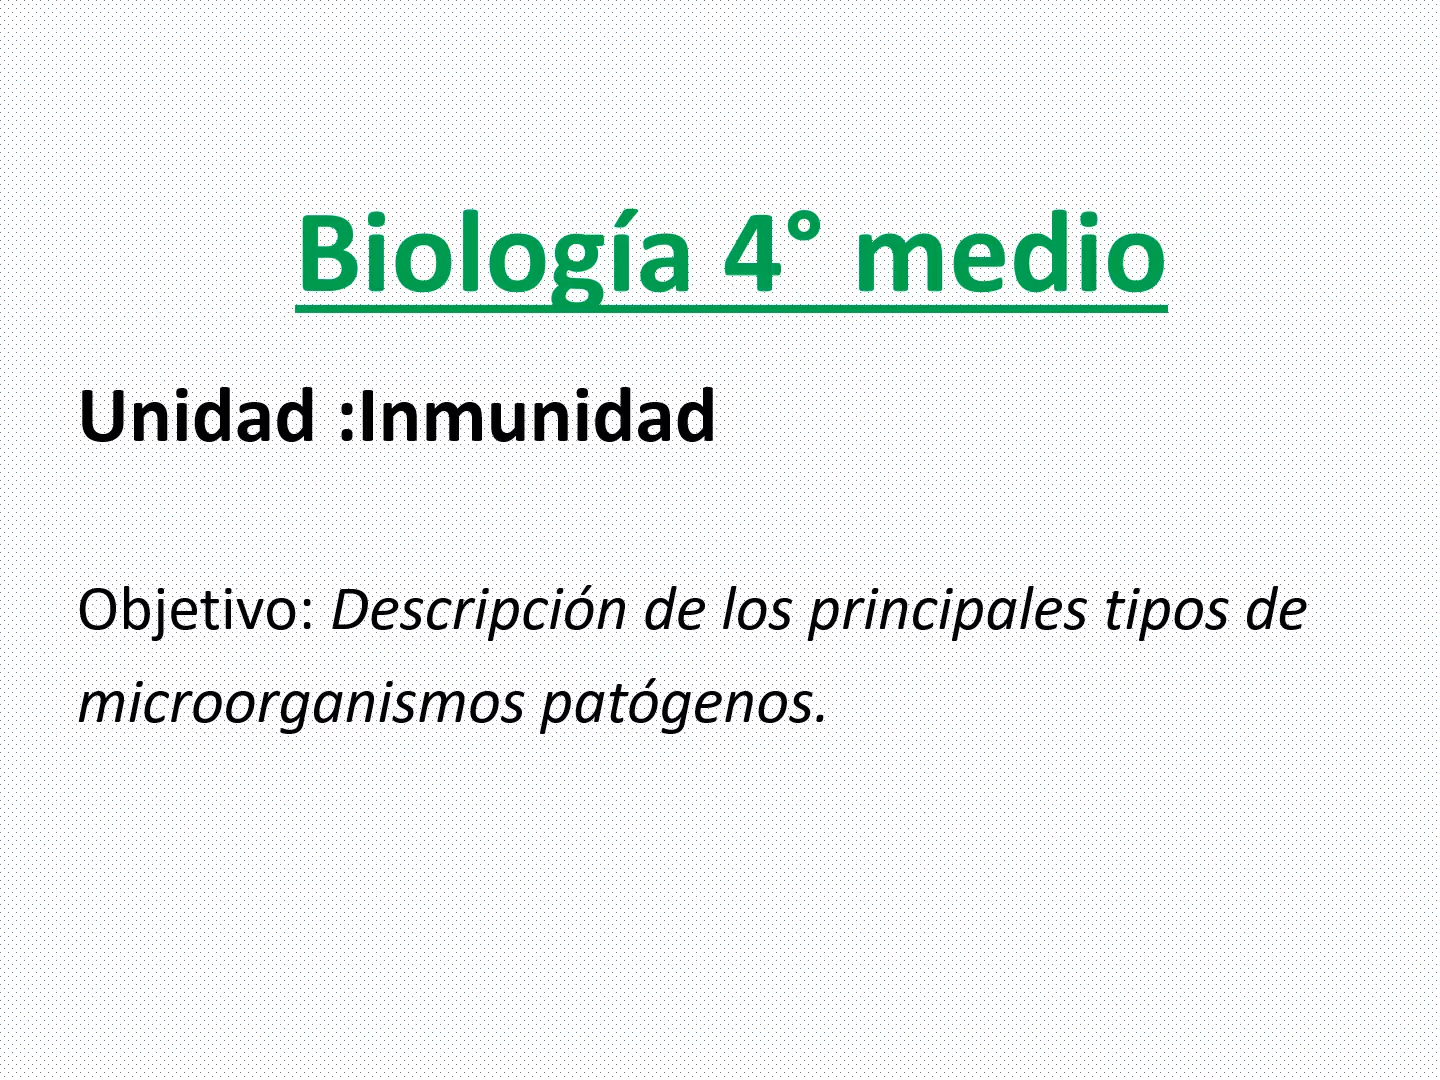 Biología 4° medio
Unidad :Inmunidad
Objetivo: Descripción de los principales tipos de
microorganismos patógenos.